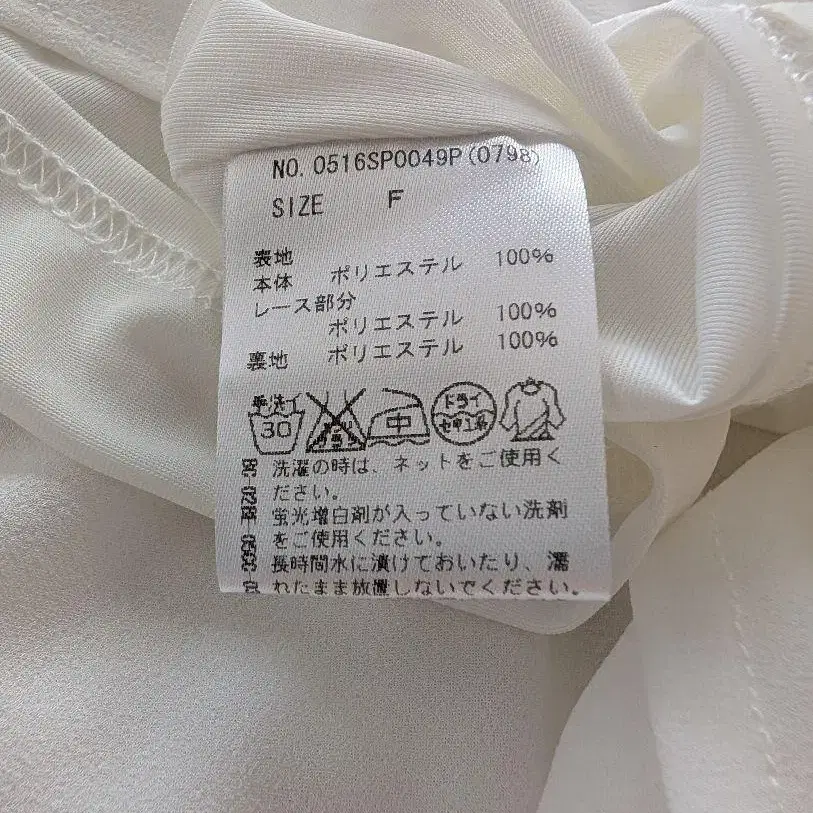 NO. 0516SP0049P(0798)
SIZE F
表地
本体 ポリエステル 100%
レース部分
ポリエステル 100%
裏地 ポリエステル 100%
手洗イ 30 中 ドライ セキユ系
洗濯の時は、ネットをご使用く
ださい。
蛍光増白剤が入っていない洗剤
をご使用ください。
長時間水に漬けておいたり、濡
れたまま放置しないでください。